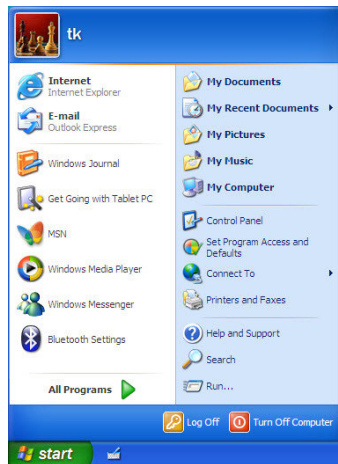 tk
Internet
Internet Explorer
E-mail
Outlook Express
Windows Journal
Get Going with Tablet PC
MSN
Windows Media Player
Windows Messenger
Bluetooth Settings
All Programs
My Documents
My Recent Documents
My Pictures
My Music
My Computer
Control Panel
Set Program Access and
Defaults
Connect To
Printers and Faxes
Help and Support
Search
Run...
Log Off
Turn Off Computer
start